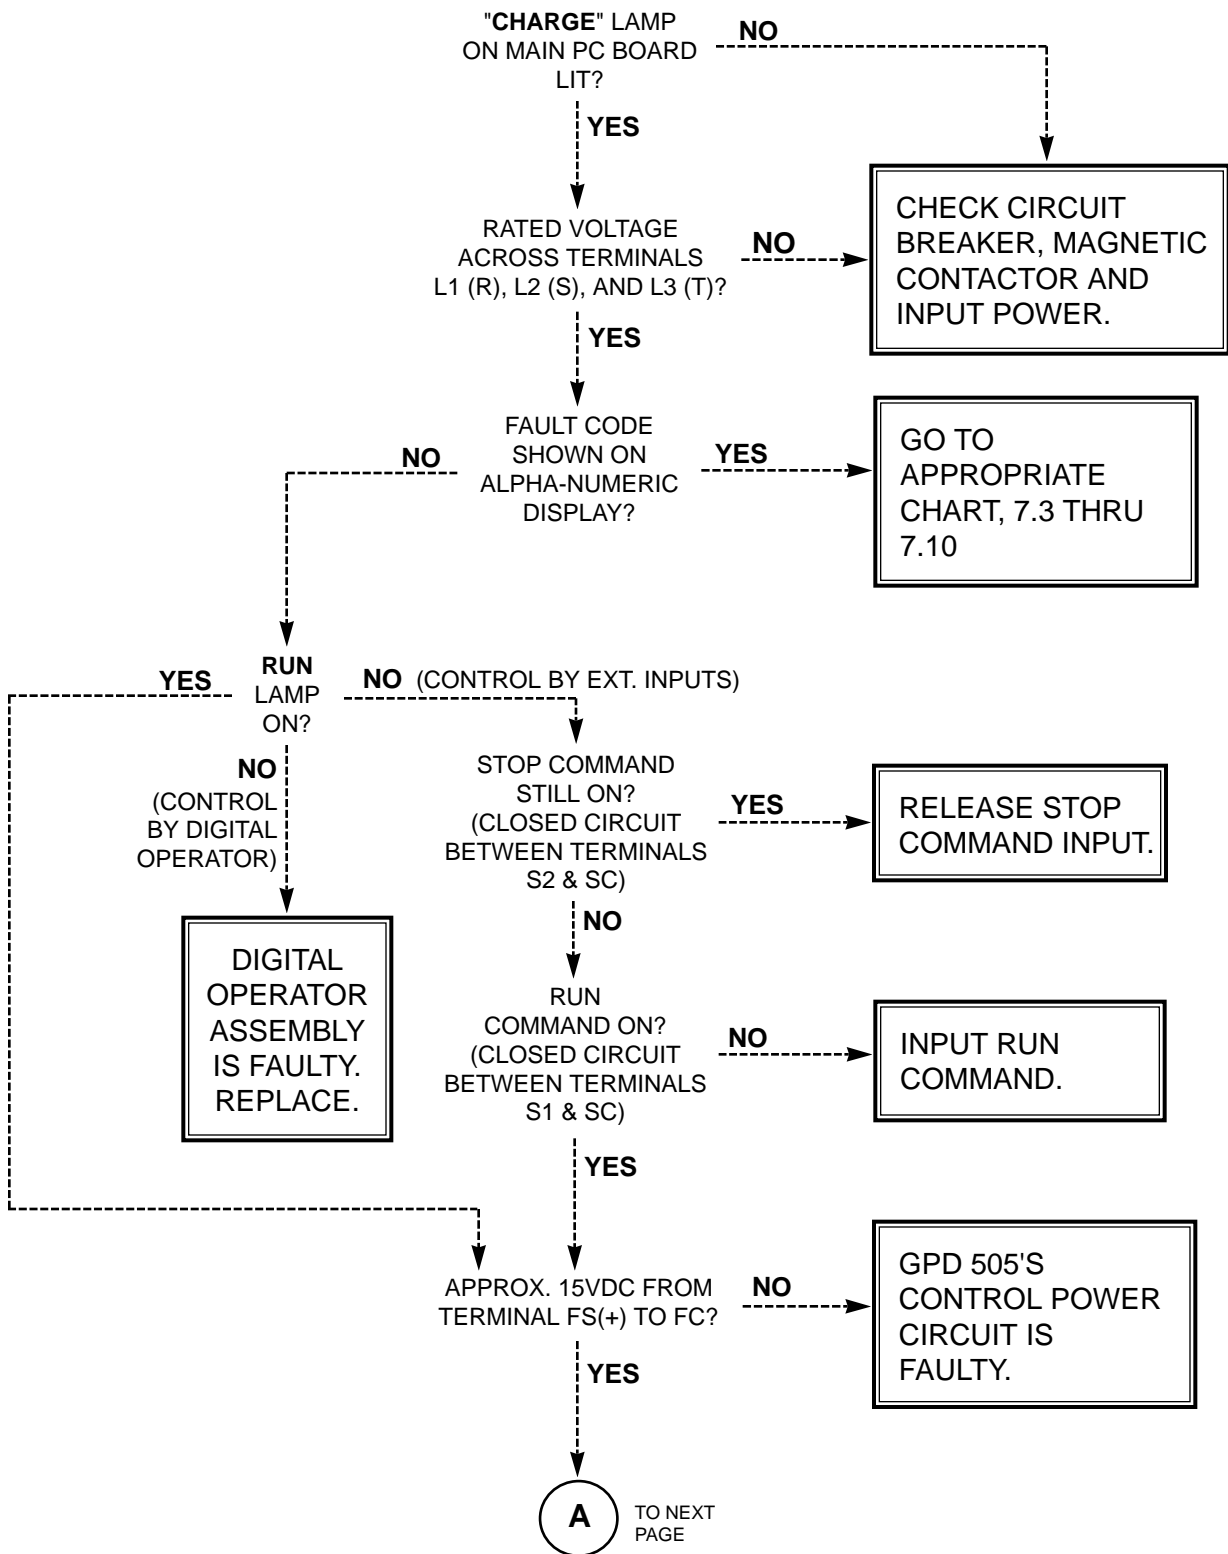 "CHARGE" LAMP
ON MAIN PC BOARD
LIT?
NO
YES
RATED VOLTAGE
ACROSS TERMINALS
L1 (R), L2 (S), AND L3 (T)?
NO
CHECK CIRCUIT
BREAKER, MAGNETIC
CONTACTOR AND
INPUT POWER.
YES
FAULT CODE
SHOWN ON
ALPHA-NUMERIC
DISPLAY?
NO
YES
GO TO
APPROPRIATE
CHART, 7.3 THRU
7.10
YES
RUN
LAMP
ON?
NO (CONTROL BY EXT. INPUTS)
NO
(CONTROL
BY DIGITAL
OPERATOR)
STOP COMMAND
STILL ON?
(CLOSED CIRCUIT
BETWEEN TERMINALS
S2 & SC)
YES
RELEASE STOP
COMMAND INPUT.
NO
DIGITAL
OPERATOR
ASSEMBLY
IS FAULTY.
REPLACE.
RUN
COMMAND ON?
(CLOSED CIRCUIT
BETWEEN TERMINALS
S1 & SC)
NO
INPUT RUN
COMMAND.
YES
APPROX. 15VDC FROM
TERMINAL FS(+) TO FC?
NO
GPD 505'S
CONTROL POWER
CIRCUIT IS
FAULTY.
YES
A
TO NEXT
PAGE